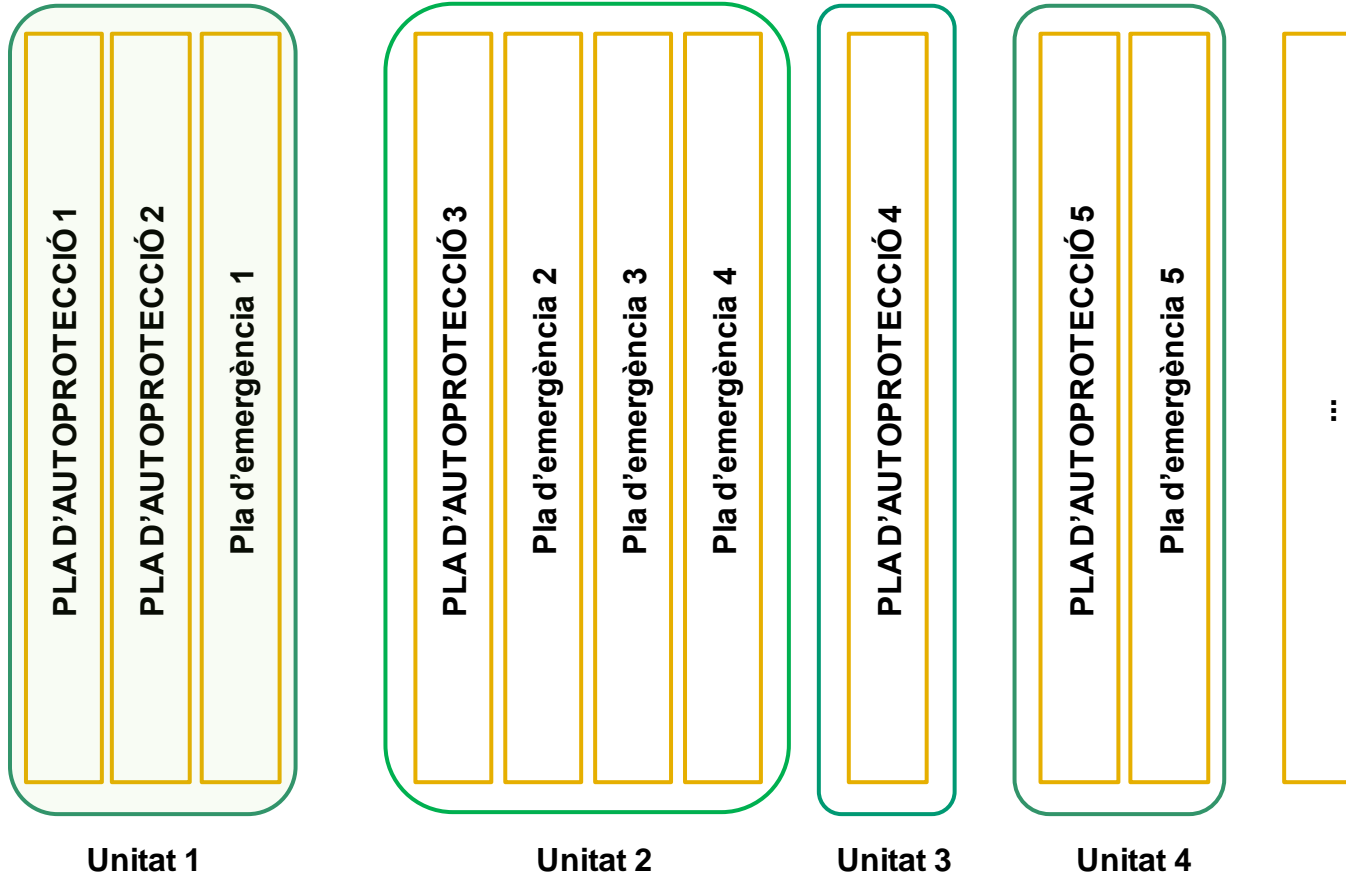 PLA D'AUTOPROTECCIÓ 1
PLA D'AUTOPROTECCIÓ 2
Pla d'emergència 1
PLA D'AUTOPROTECCIÓ 3
Pla d'emergència 2
Pla d'emergència 3
Pla d'emergència 4
PLA D'AUTOPROTECCIÓ 4
PLA D'AUTOPROTECCIÓ 5
Pla d'emergència 5
...
Unitat 1
Unitat 2
Unitat 3
Unitat 4